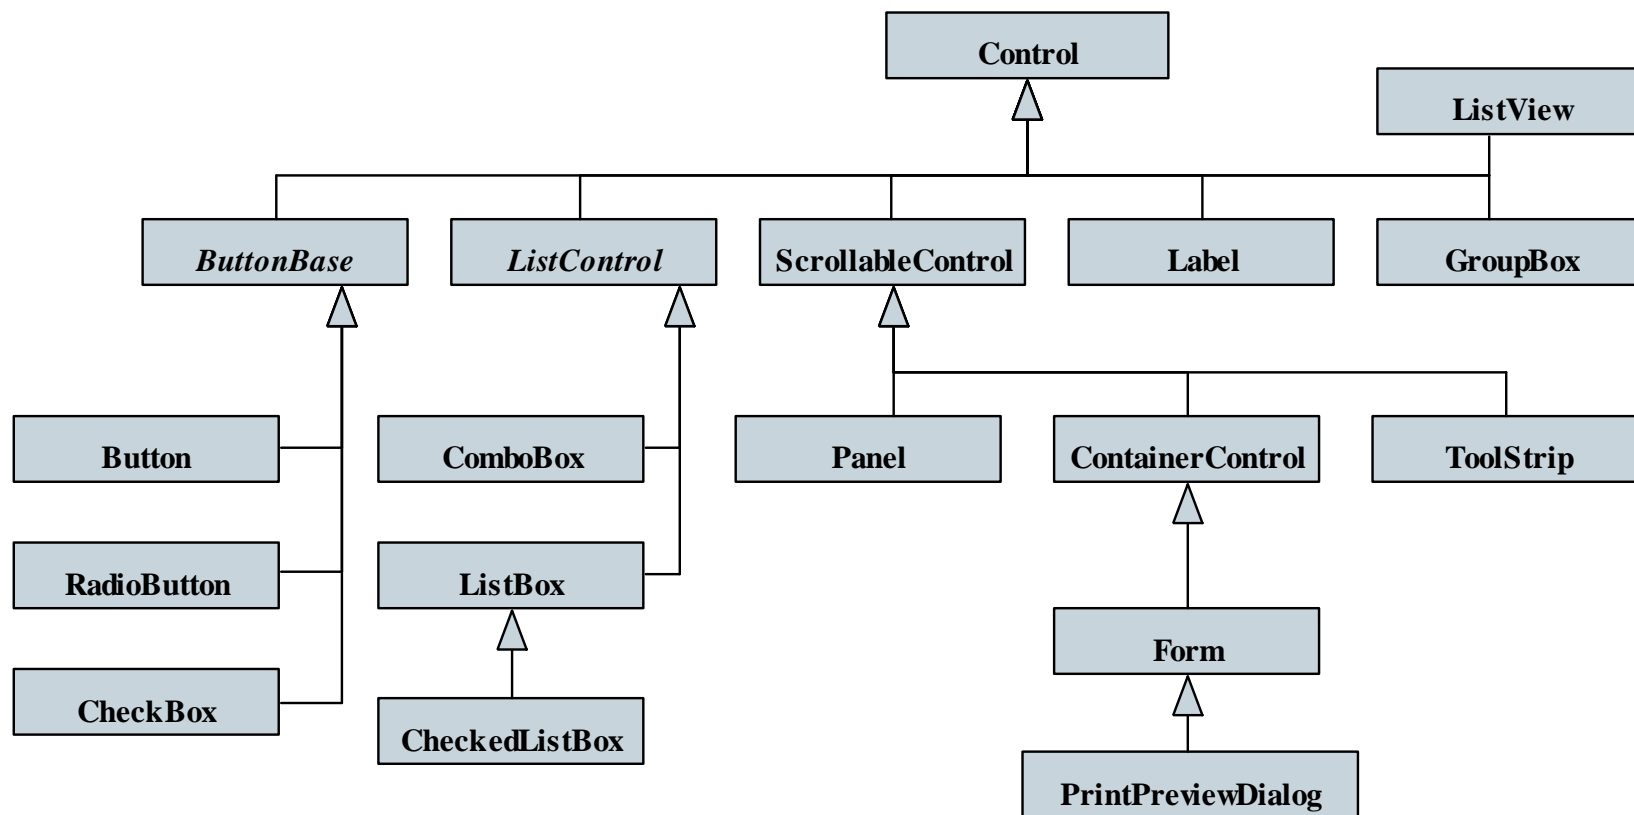 Control
ListView
ButtonBase
ListControl
ScrollableControl
Label
GroupBox
Button
ComboBox
Panel
ContainerControl
ToolStrip
RadioButton
ListBox
Form
CheckBox
CheckedListBox
PrintPreviewDialog